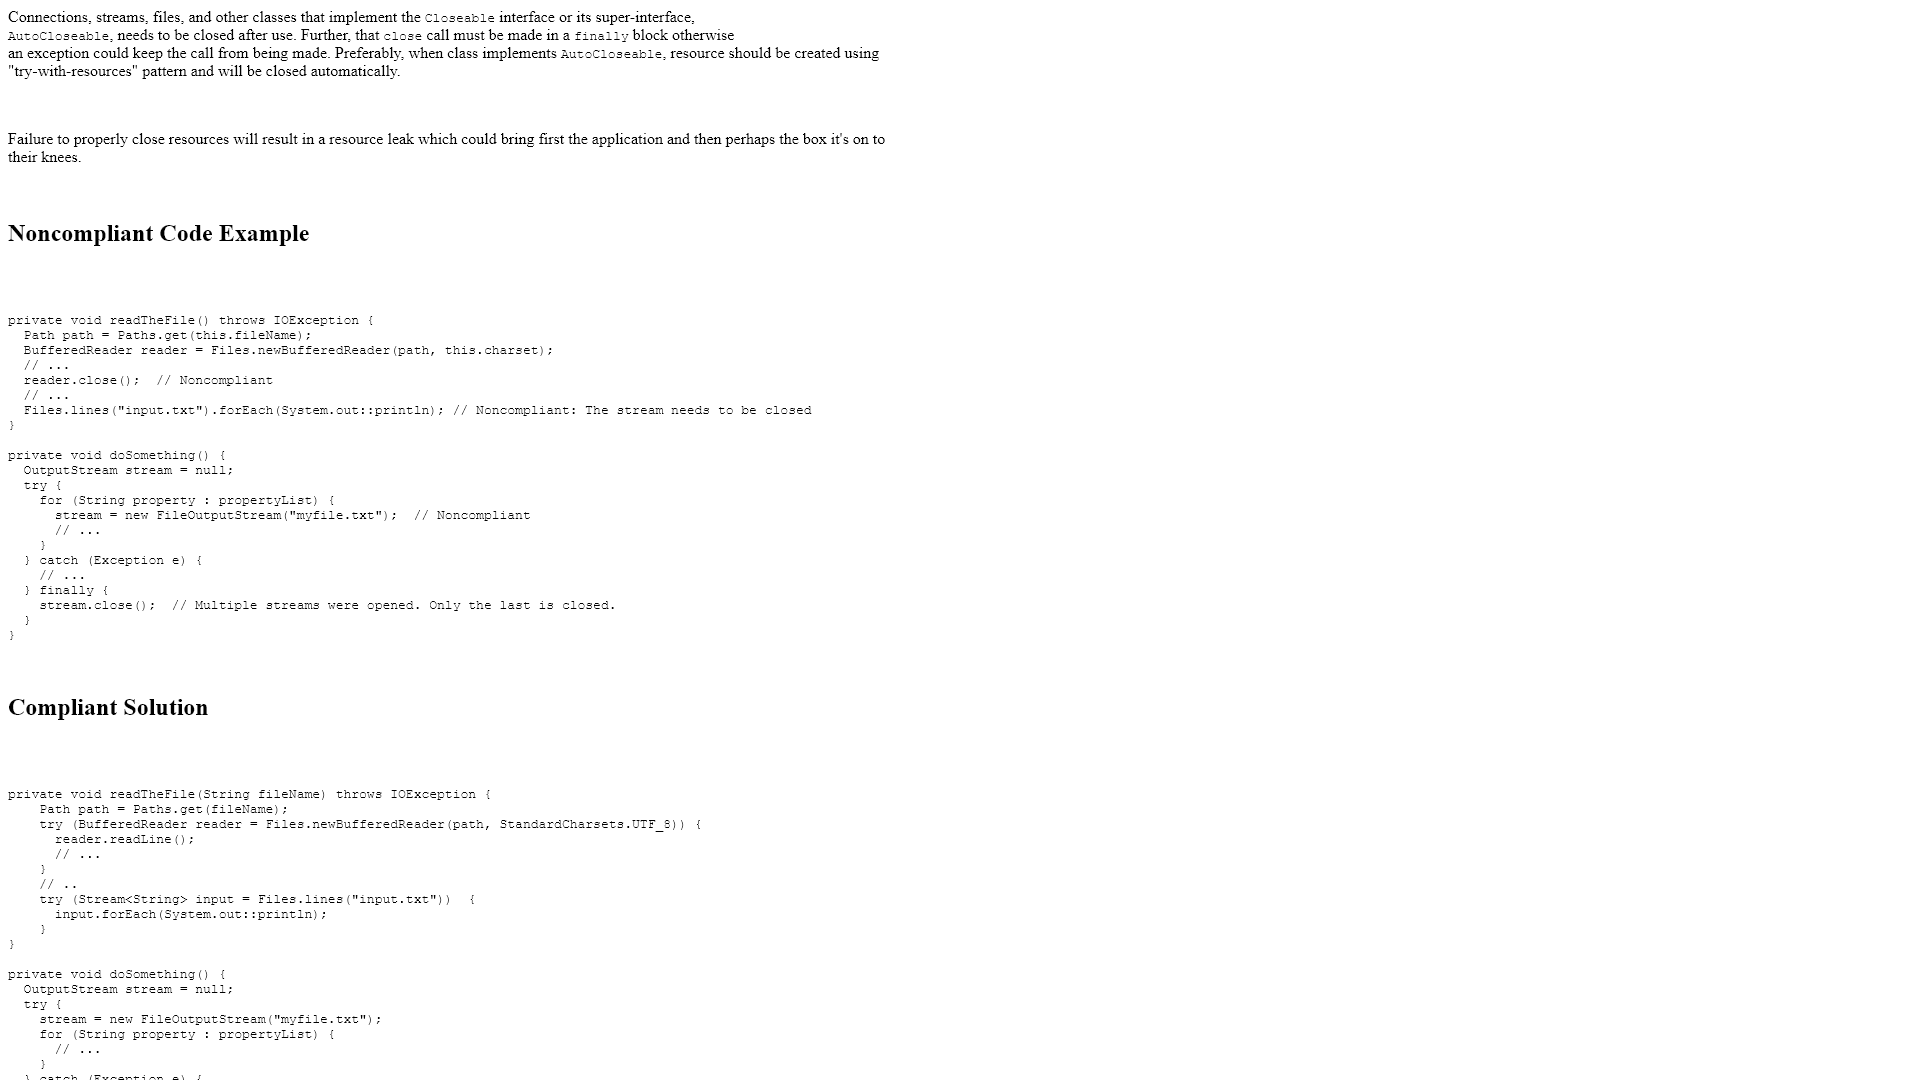 Connections, streams, files, and other classes that implement the Closeable interface or its super-interface,
AutoCloseable, needs to be closed after use. Further, that close call must be made in a finally block otherwise
an exception could keep the call from being made. Preferably, when class implements AutoCloseable, resource should be created using
"try-with-resources" pattern and will be closed automatically.
Failure to properly close resources will result in a resource leak which could bring first the application and then perhaps the box it's on to
their knees.
Noncompliant Code Example
private void readTheFile() throws IOException {
  Path path = Paths.get(this.fileName);
  BufferedReader reader = Files.newBufferedReader(path, this.charset);
  // ...
  reader.close();  // Noncompliant
  // ...
  Files.lines("input.txt").forEach(System.out::println); // Noncompliant: The stream needs to be closed
}
private void doSomething() {
  OutputStream stream = null;
  try {
    for (String property : propertyList) {
      stream = new FileOutputStream("myfile.txt");  // Noncompliant
      // ...
    }
  } catch (Exception e) {
    // ...
  } finally {
    stream.close();  // Multiple streams were opened. Only the last is closed.
  }
}
Compliant Solution
private void readTheFile(String fileName) throws IOException {
    Path path = Paths.get(fileName);
    try (BufferedReader reader = Files.newBufferedReader(path, StandardCharsets.UTF_8)) {
      reader.readLine();
      // ...
    }
    // ..
    try (Stream<String> input = Files.lines("input.txt"))  {
      input.forEach(System.out::println);
    }
}
private void doSomething() {
  OutputStream stream = null;
  try {
    stream = new FileOutputStream("myfile.txt");
    for (String property : propertyList) {
      // ...
    }
  } catch (Exception e) {